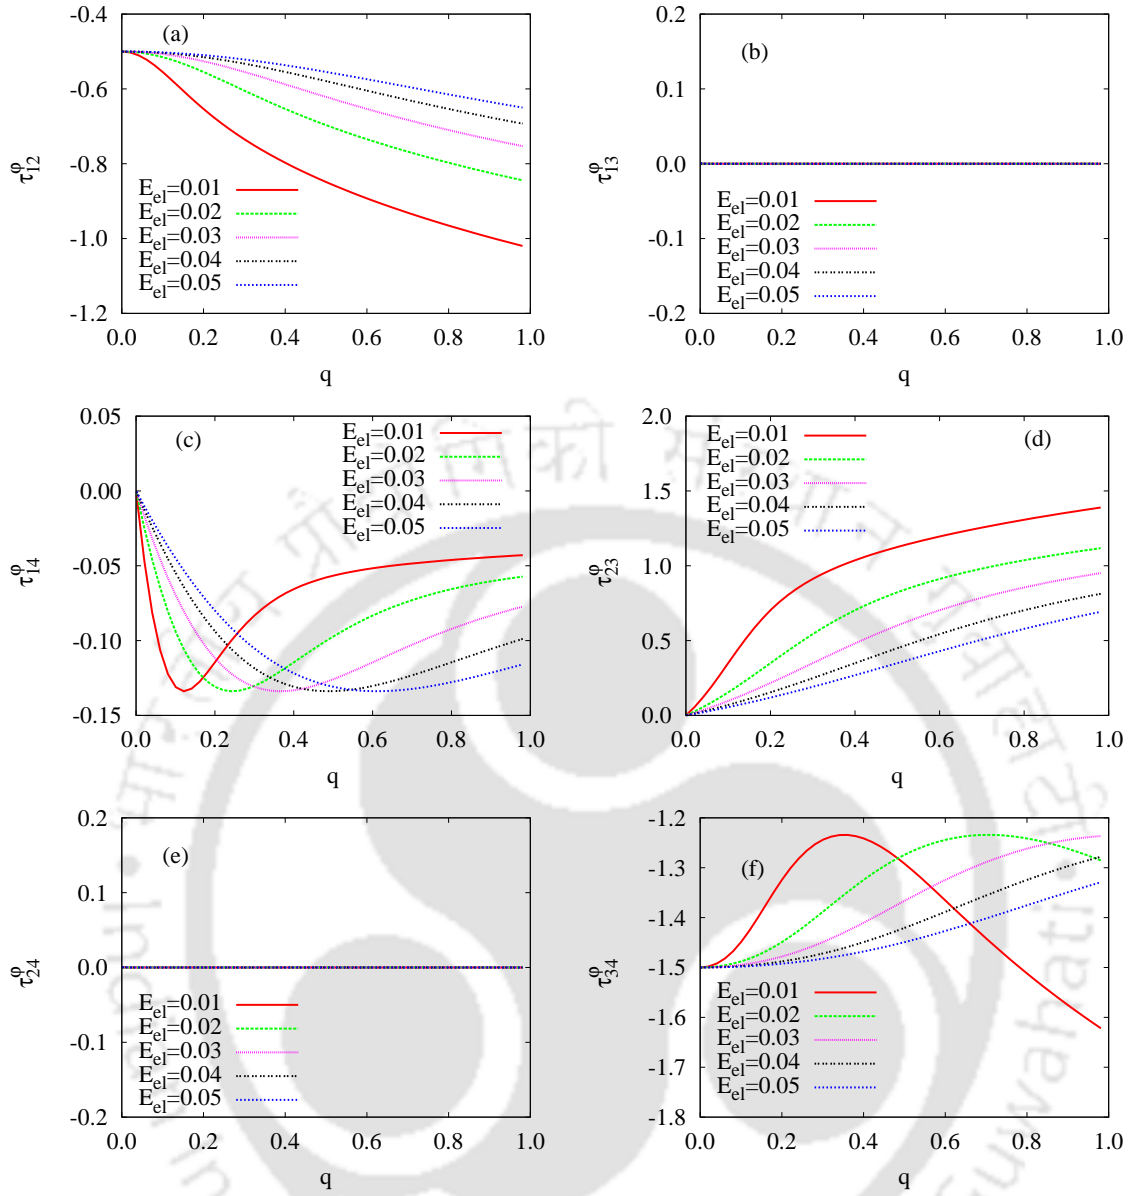 -0.4
-0.6
-0.8
-1.0
-1.2
0.0 0.2 0.4 0.6 0.8 1.0
q
τ₁₂^φ
(a)
E_el=0.01
E_el=0.02
E_el=0.03
E_el=0.04
E_el=0.05
0.2
0.1
0.0
-0.1
-0.2
0.0 0.2 0.4 0.6 0.8 1.0
q
τ₁₃^φ
(b)
E_el=0.01
E_el=0.02
E_el=0.03
E_el=0.04
E_el=0.05
0.05
0.00
-0.05
-0.10
-0.15
0.0 0.2 0.4 0.6 0.8 1.0
q
τ₁₄^φ
(c)
E_el=0.01
E_el=0.02
E_el=0.03
E_el=0.04
E_el=0.05
2.0
1.5
1.0
0.5
0.0
0.0 0.2 0.4 0.6 0.8 1.0
q
τ₂₃^φ
(d)
E_el=0.01
E_el=0.02
E_el=0.03
E_el=0.04
E_el=0.05
0.2
0.1
0.0
-0.1
-0.2
0.0 0.2 0.4 0.6 0.8 1.0
q
τ₂₄^φ
(e)
E_el=0.01
E_el=0.02
E_el=0.03
E_el=0.04
E_el=0.05
-1.2
-1.3
-1.4
-1.5
-1.6
-1.7
-1.8
0.0 0.2 0.4 0.6 0.8 1.0
q
τ₃₄^φ
(f)
E_el=0.01
E_el=0.02
E_el=0.03
E_el=0.04
E_el=0.05